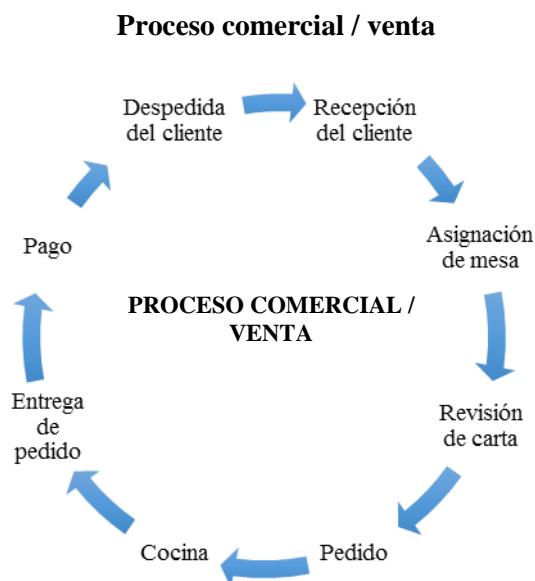 Proceso comercial / venta
Despedida
del cliente
Recepción
del cliente
Asignación
de mesa
Revisión
de carta
Pedido
Cocina
Entrega
de
pedido
Pago
PROCESO COMERCIAL /
VENTA